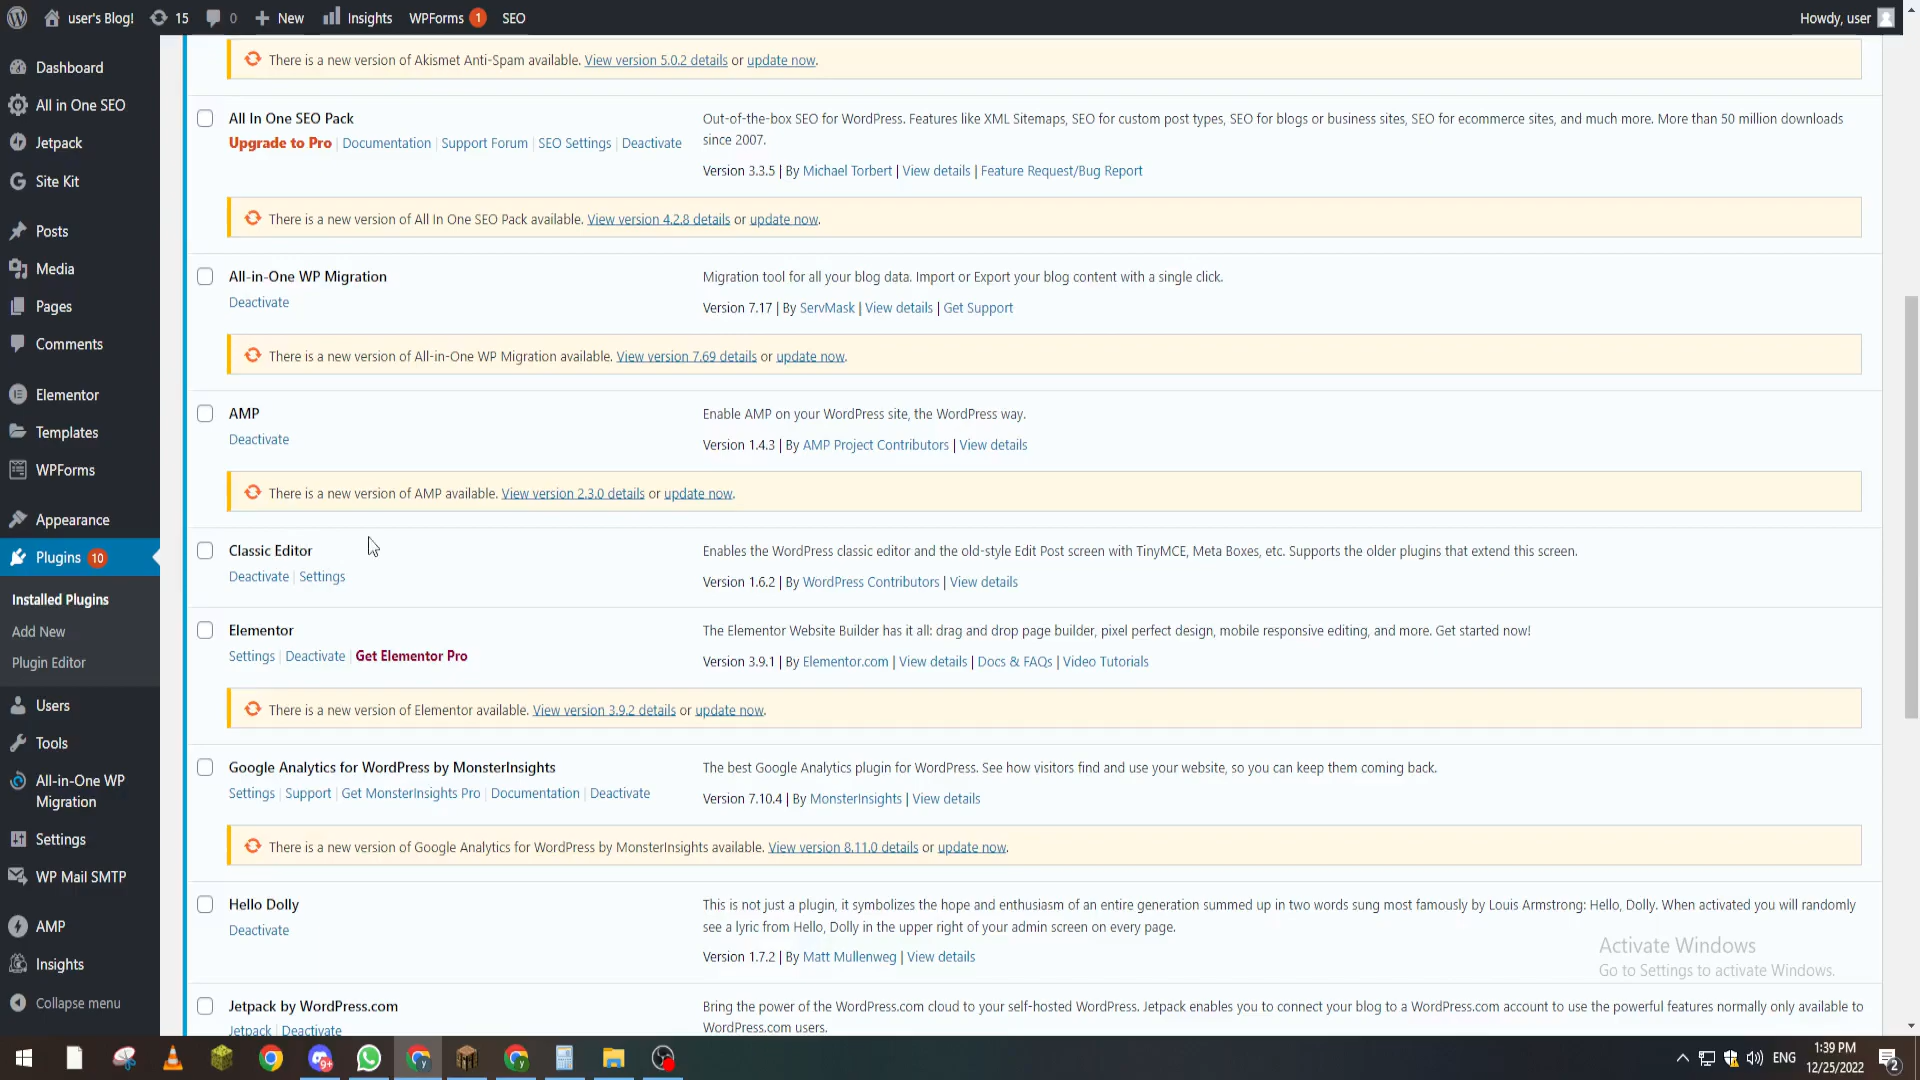 user's Blog! 15 0 New Insights WPForms 1 SEO Howdy, user
Dashboard
All in One SEO
Jetpack
Site Kit
Posts
Media
Pages
Comments
Elementor
Templates
WPForms
Appearance
Plugins 10
Installed Plugins
Add New
Plugin Editor
Users
Tools
All-in-One WP
Migration
Settings
WP Mail SMTP
AMP
Insights
Collapse menu
There is a new version of Akismet Anti-Spam available. View version 5.0.2 details or update now.
All In One SEO Pack
Upgrade to Pro | Documentation | Support Forum | SEO Settings | Deactivate
Out-of-the-box SEO for WordPress. Features like XML Sitemaps, SEO for custom post types, SEO for blogs or business sites, SEO for ecommerce sites, and much more. More than 50 million downloads
since 2007.
Version 3.3.5 | By Michael Torbert | View details | Feature Request/Bug Report
There is a new version of All In One SEO Pack available. View version 4.2.8 details or update now.
All-in-One WP Migration
Deactivate
Migration tool for all your blog data. Import or Export your blog content with a single click.
Version 7.17 | By ServMask | View details | Get Support
There is a new version of All-in-One WP Migration available. View version 7.69 details or update now.
AMP
Deactivate
Enable AMP on your WordPress site, the WordPress way.
Version 1.4.3 | By AMP Project Contributors | View details
There is a new version of AMP available. View version 2.3.0 details or update now.
Classic Editor
Deactivate | Settings
Enables the WordPress classic editor and the old-style Edit Post screen with TinyMCE, Meta Boxes, etc. Supports the older plugins that extend this screen.
Version 1.6.2 | By WordPress Contributors | View details
Elementor
Settings | Deactivate | Get Elementor Pro
The Elementor Website Builder has it all: drag and drop page builder, pixel perfect design, mobile responsive editing, and more. Get started now!
Version 3.9.1 | By Elementor.com | View details | Docs & FAQs | Video Tutorials
There is a new version of Elementor available. View version 3.9.2 details or update now.
Google Analytics for WordPress by MonsterInsights
Settings | Support | Get MonsterInsights Pro | Documentation | Deactivate
The best Google Analytics plugin for WordPress. See how visitors find and use your website, so you can keep them coming back.
Version 7.10.4 | By MonsterInsights | View details
There is a new version of Google Analytics for WordPress by MonsterInsights available. View version 8.11.0 details or update now.
Hello Dolly
Deactivate
This is not just a plugin, it symbolizes the hope and enthusiasm of an entire generation summed up in two words sung most famously by Louis Armstrong: Hello, Dolly. When activated you will randomly
see a lyric from Hello, Dolly in the upper right of your admin screen on every page.
Version 1.7.2 | By Matt Mullenweg | View details
Jetpack by WordPress.com
Jetpack | Deactivate
Bring the power of the WordPress.com cloud to your self-hosted WordPress. Jetpack enables you to connect your blog to a WordPress.com account to use the powerful features normally only available to
WordPress.com users.
Activate Windows
Go to Settings to activate Windows.
9+
ENG
1:39 PM
12/25/2022
2